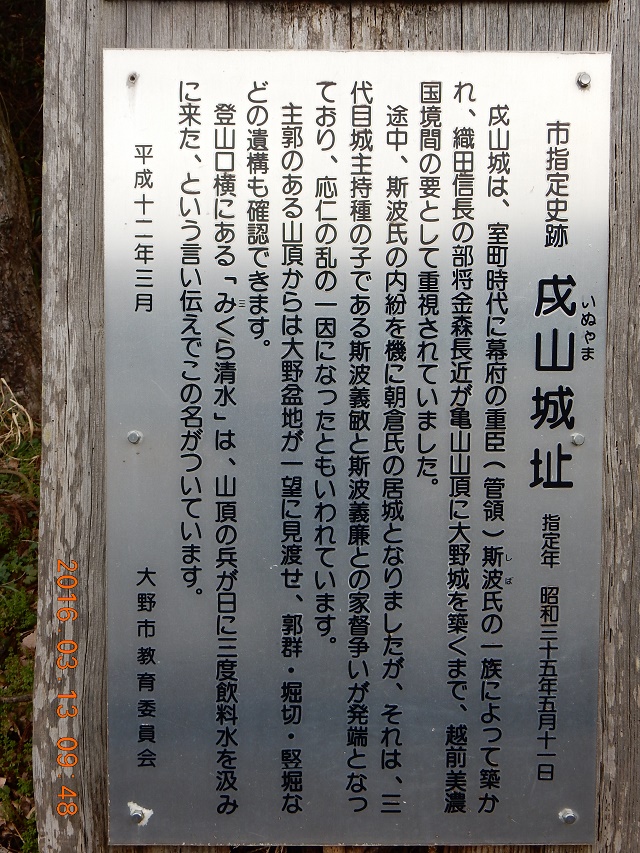 市指定史跡 戌山城址 指定年 昭和三十五年五月十一日
いぬやま
戌山城は、室町時代に幕府の重臣(管領)斯波氏の一族によって築か
しば
れ、織田信長の部将金森長近が亀山山頂に大野城を築くまで、越前美濃
国境間の要として重視されていました。
途中、斯波氏の内紛を機に朝倉氏の居城となりましたが、それは、三
代目城主持種の子である斯波義敏と斯波義廉との家督争いが発端となっ
ており、応仁の乱の一因になったともいわれています。
主郭のある山頂からは大野盆地が一望に見渡せ、郭群・堀切・竪堀な
どの遺構も確認できます。
登山口横にある「みくら清水」は、山頂の兵が日に三度飲料水を汲み
三
に来た、という言い伝えでこの名がついています。
平成十二年三月
大野市教育委員会
2016 03 13 09 48